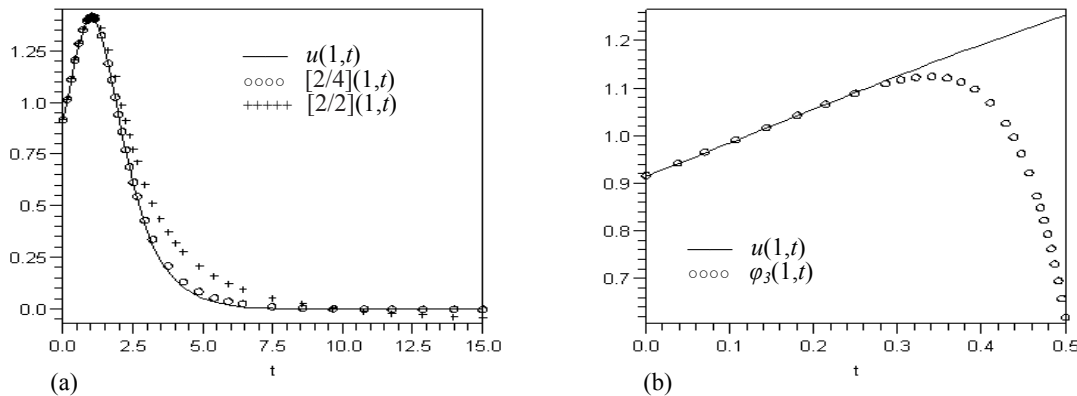 1.25
1.0
0.75
0.5
0.25
0.0
0.0 2.5 5.0 7.5 10.0 12.5 15.0
t
u(1,t)
[2/4](1,t)
[2/2](1,t)
(a)
1.2
1.1
1.0
0.9
0.8
0.7
0.0 0.1 0.2 0.3 0.4 0.5
t
u(1,t)
φ₃(1,t)
(b)